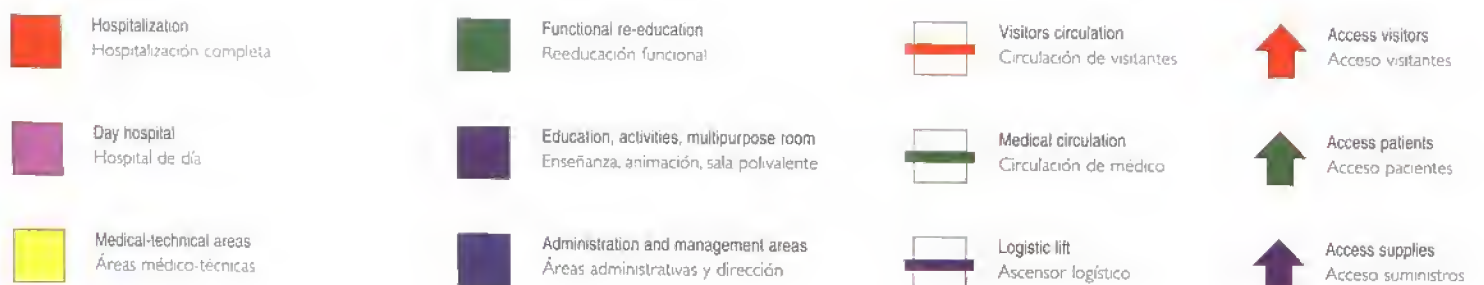 Hospitalization
Hospitalización completa
Functional re-education
Reeducación funcional
Visitors circulation
Circulación de visitantes
Access visitors
Acceso visitantes
Day hospital
Hospital de día
Education, activities, multipurpose room
Enseñanza, animación, sala polivalente
Medical circulation
Circulación de médico
Access patients
Acceso pacientes
Medical-technical areas
Áreas médico-técnicas
Administration and management areas
Áreas administrativas y dirección
Logistic lift
Ascensor logístico
Access supplies
Acceso suministros